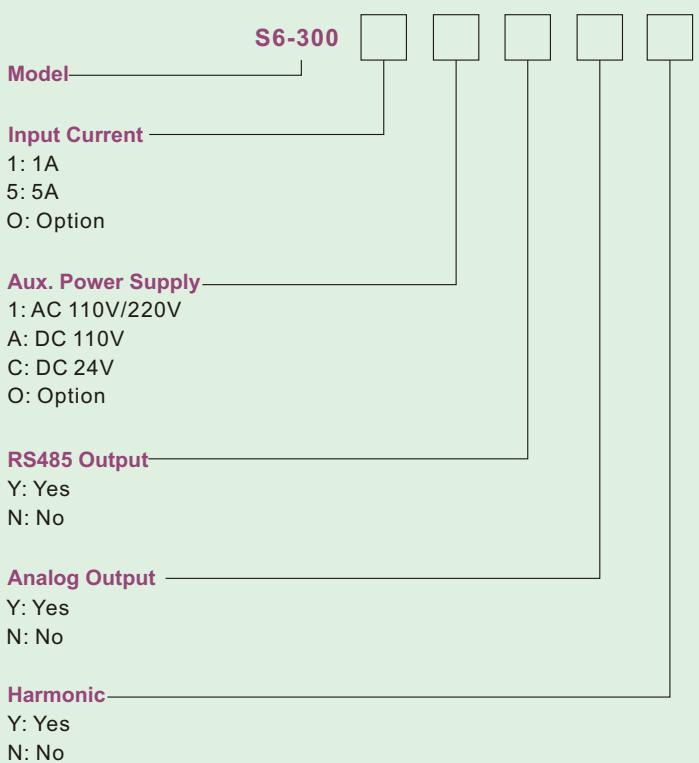 S6-300
Model
Input Current
1: 1A
5: 5A
O: Option
Aux. Power Supply
1: AC 110V/220V
A: DC 110V
C: DC 24V
O: Option
RS485 Output
Y: Yes
N: No
Analog Output
Y: Yes
N: No
Harmonic
Y: Yes
N: No